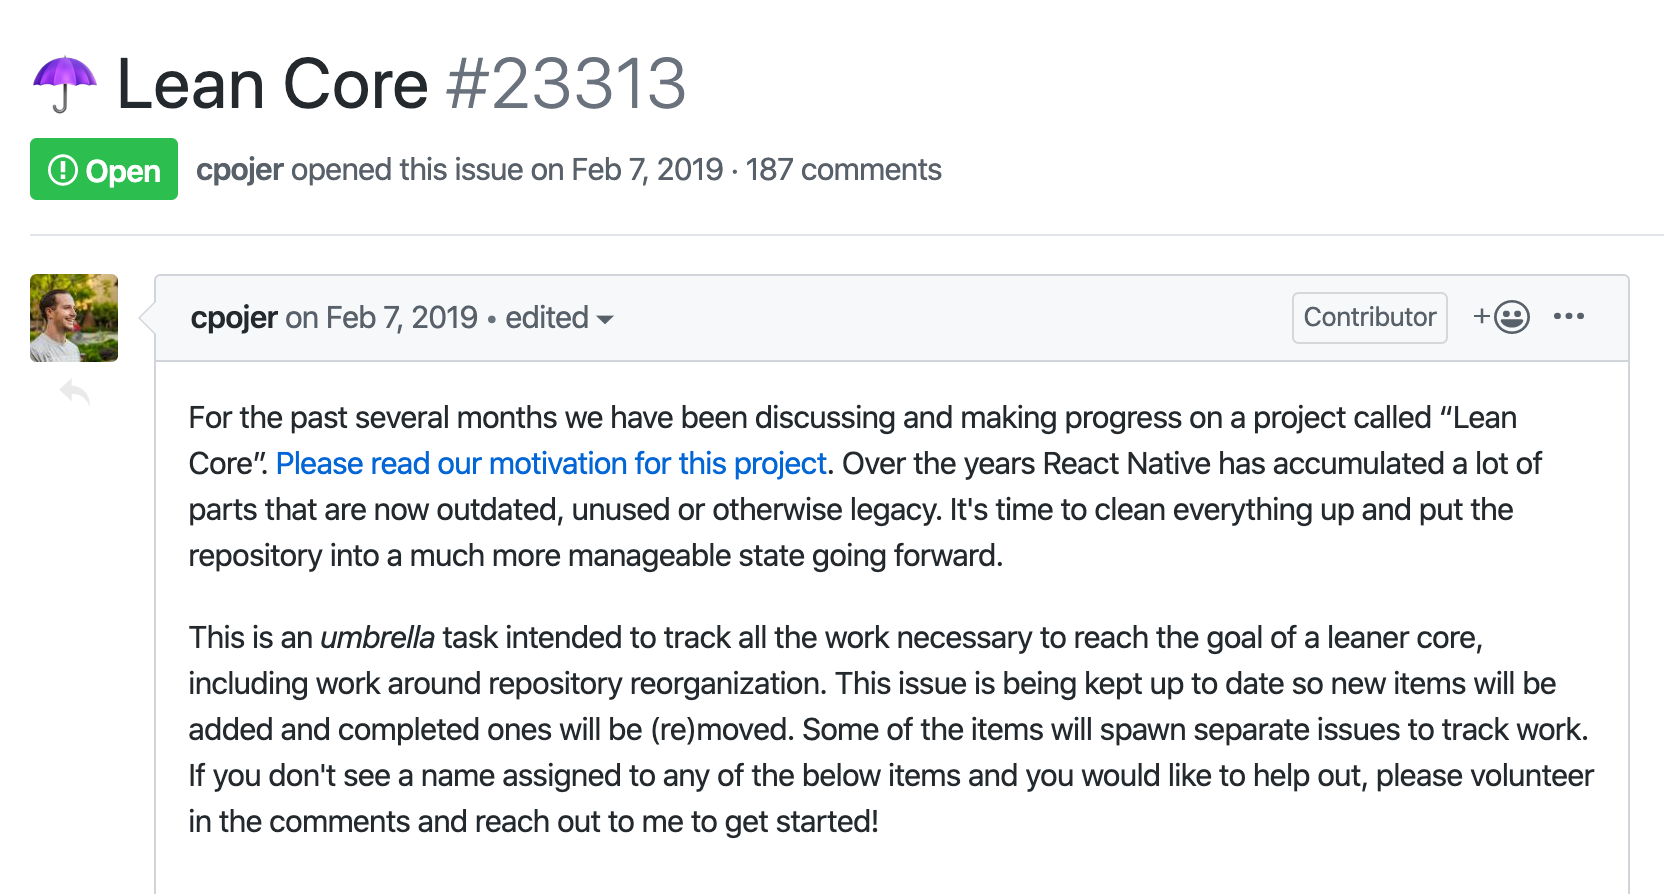 ☂ Lean Core #23313
Open cpojer opened this issue on Feb 7, 2019 · 187 comments
cpojer on Feb 7, 2019 • edited Contributor
For the past several months we have been discussing and making progress on a project called “Lean
Core”. Please read our motivation for this project. Over the years React Native has accumulated a lot of
parts that are now outdated, unused or otherwise legacy. It's time to clean everything up and put the
repository into a much more manageable state going forward.
This is an umbrella task intended to track all the work necessary to reach the goal of a leaner core,
including work around repository reorganization. This issue is being kept up to date so new items will be
added and completed ones will be (re)moved. Some of the items will spawn separate issues to track work.
If you don't see a name assigned to any of the below items and you would like to help out, please volunteer
in the comments and reach out to me to get started!